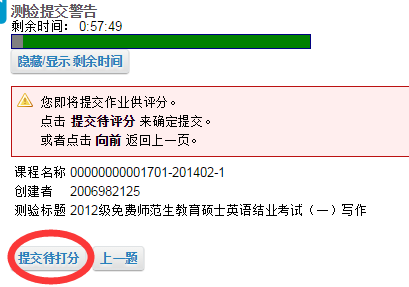 测验提交警告
剩余时间： 0:57:49
隐藏/显示 剩余时间
您即将提交作业供评分。
点击 提交待评分 来确定提交。
或者点击 向前 返回上一页。
课程名称 00000000001701-201402-1
创建者 2006982125
测验标题 2012级免费师范生教育硕士英语结业考试（一）写作
提交待打分 上一题